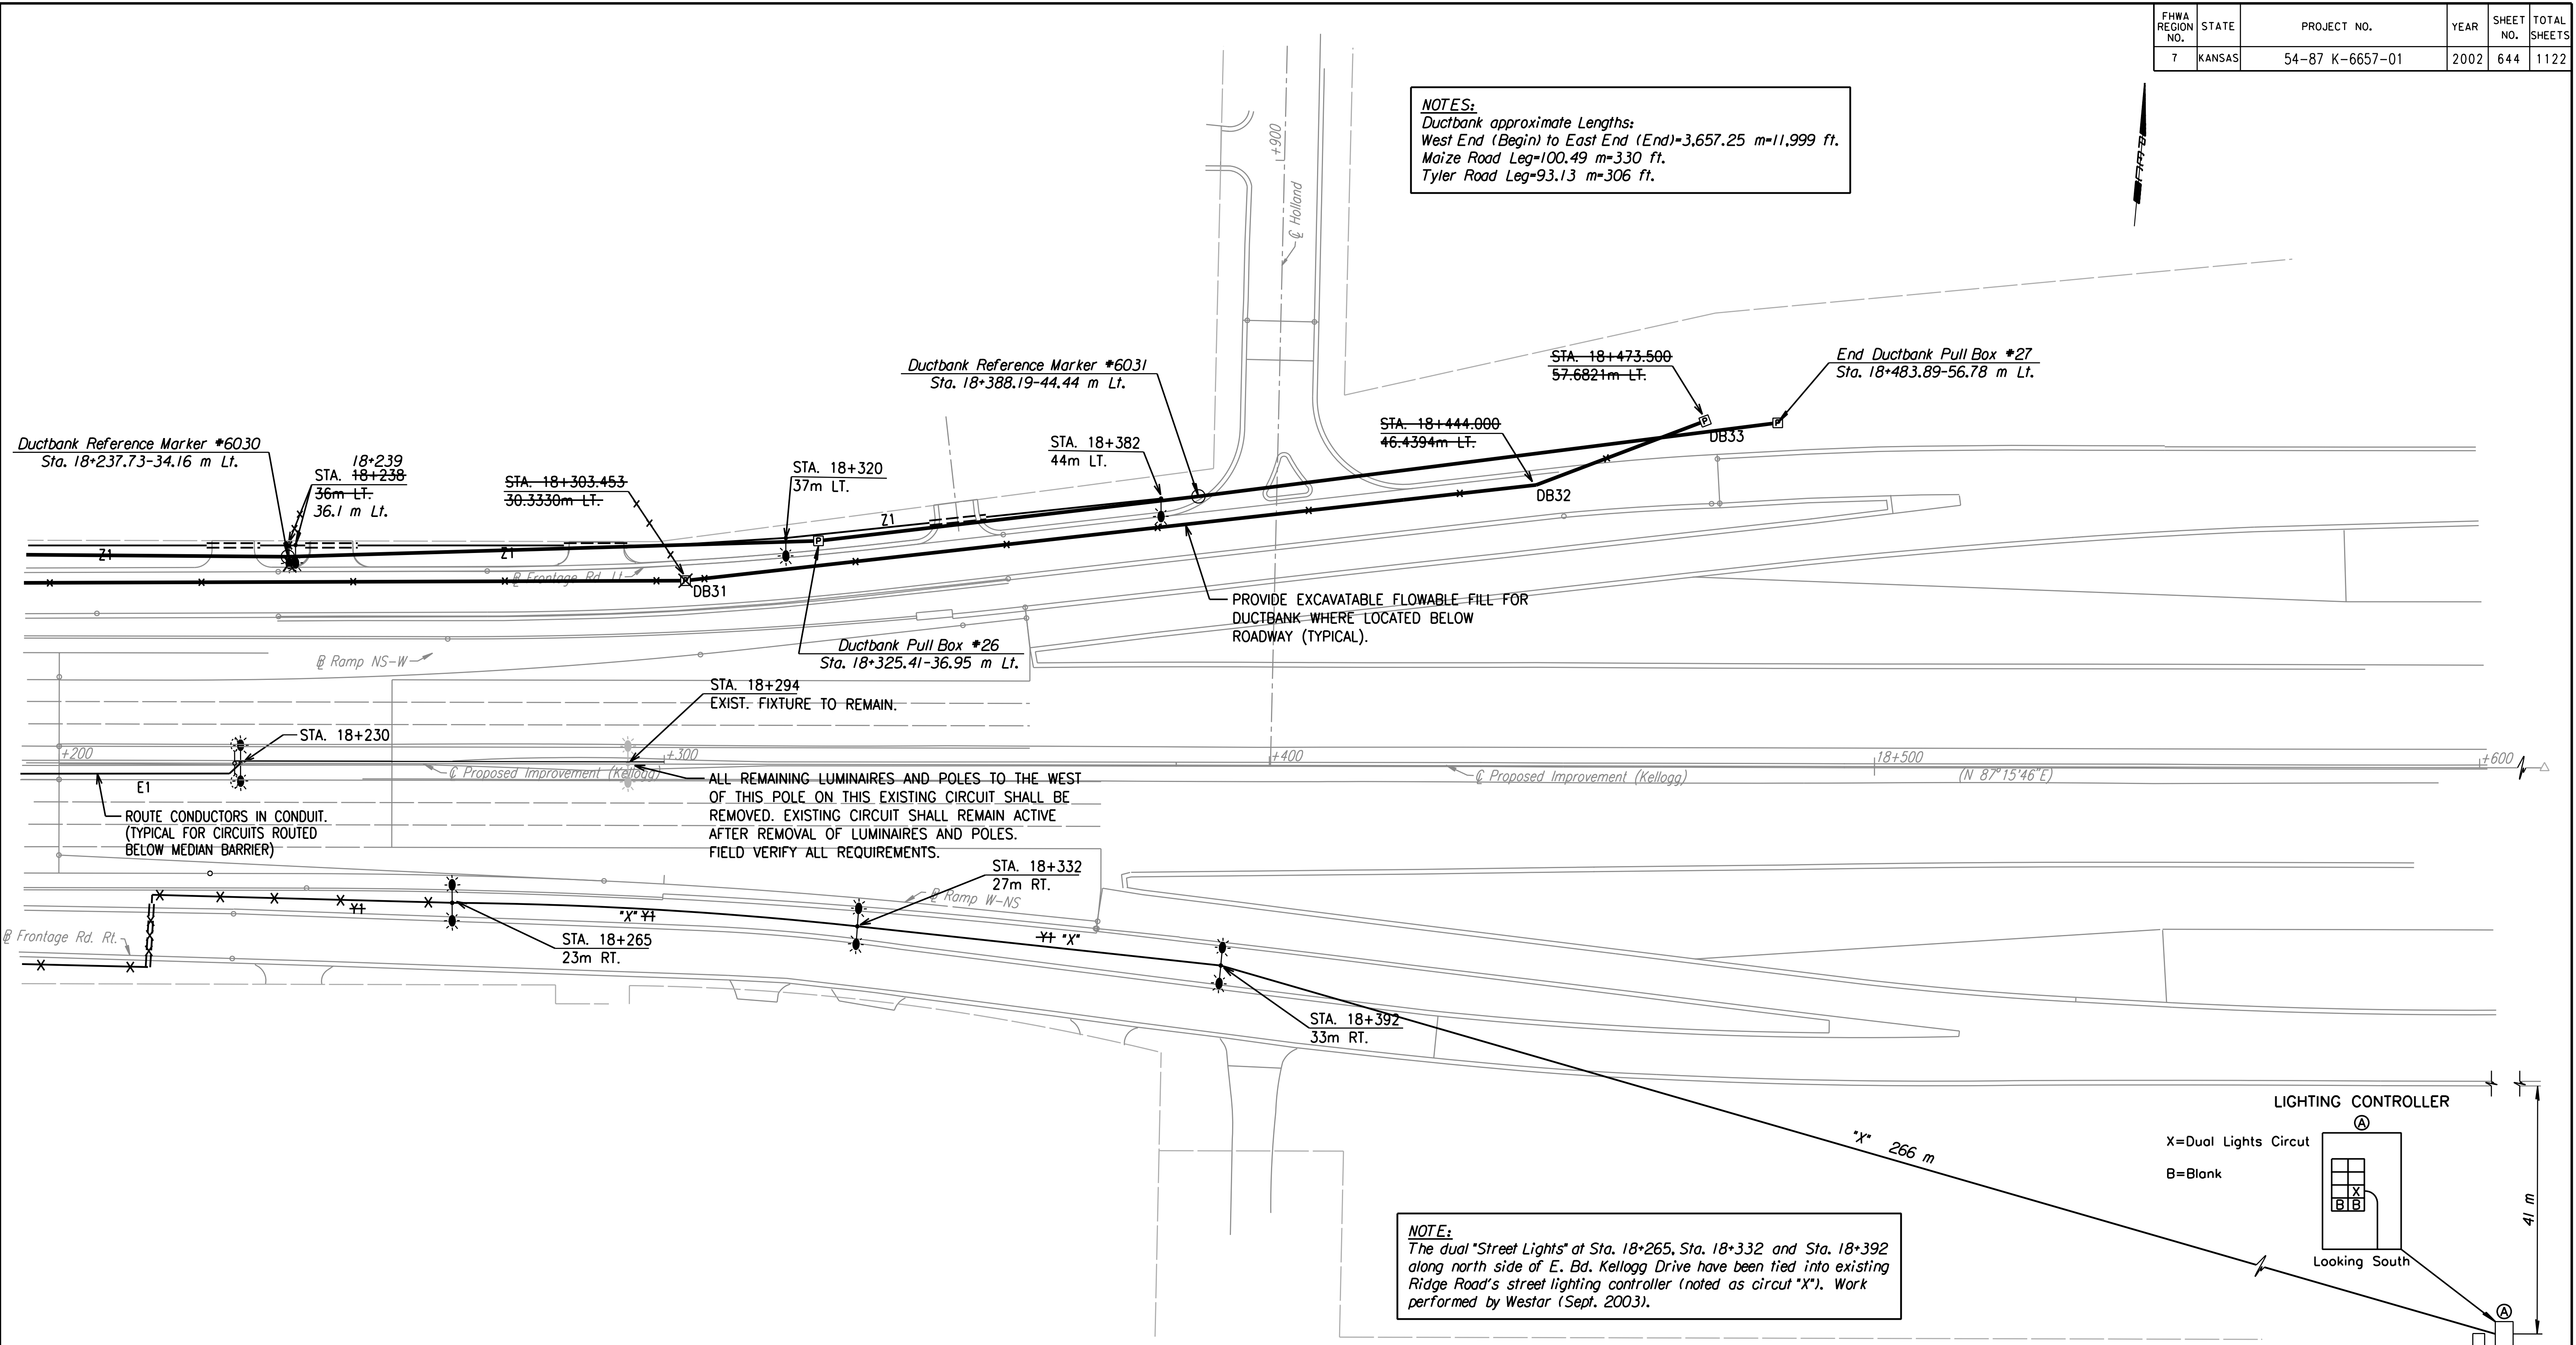 FHWA REGION NO.
STATE
PROJECT NO.
YEAR
SHEET NO.
TOTAL SHEETS
7
KANSAS
54-87 K-6657-01
2002
644
1122
NOTES:
Ductbank approximate Lengths:
West End (Begin) to East End (End)=3,657.25 m=11,999 ft.
Maize Road Leg=100.49 m=330 ft.
Tyler Road Leg=93.13 m=306 ft.
+900
℄ Holland
Ductbank Reference Marker #6031
Sta. 18+388.19-44.44 m Lt.
STA. 18+473.500
57.6821m LT.
End Ductbank Pull Box #27
Sta. 18+483.89-56.78 m Lt.
Ductbank Reference Marker #6030
Sta. 18+237.73-34.16 m Lt.
18+239
STA. 18+238
36m LT.
36.1 m Lt.
STA. 18+303.453
30.3330m LT.
STA. 18+320
37m LT.
STA. 18+382
44m LT.
STA. 18+444.000
46.4394m LT.
DB33
DB32
P
P
P
Z1
Z1
Z1
℄ Frontage Rd. Lt.
DB31
PROVIDE EXCAVATABLE FLOWABLE FILL FOR
DUCTBANK WHERE LOCATED BELOW
ROADWAY (TYPICAL).
Ductbank Pull Box #26
Sta. 18+325.41-36.95 m Lt.
℄ Ramp NS-W
STA. 18+294
EXIST. FIXTURE TO REMAIN.
STA. 18+230
+200
+300
+400
18+500
+600
℄ Proposed Improvement (Kellogg)
℄ Proposed Improvement (Kellogg)
(N 87°15'46"E)
E1
ROUTE CONDUCTORS IN CONDUIT.
(TYPICAL FOR CIRCUITS ROUTED
BELOW MEDIAN BARRIER)
ALL REMAINING LUMINAIRES AND POLES TO THE WEST
OF THIS POLE ON THIS EXISTING CIRCUIT SHALL BE
REMOVED. EXISTING CIRCUIT SHALL REMAIN ACTIVE
AFTER REMOVAL OF LUMINAIRES AND POLES.
FIELD VERIFY ALL REQUIREMENTS.
STA. 18+332
27m RT.
℄ Ramp W-NS
Y1
"X" Y1
Y1 "X"
℄ Frontage Rd. Rt.
STA. 18+265
23m RT.
STA. 18+392
33m RT.
"X" 266 m
LIGHTING CONTROLLER
A
X=Dual Lights Circut
B=Blank
X
B B
Looking South
41 m
A
NOTE:
The dual "Street Lights" at Sta. 18+265, Sta. 18+332 and Sta. 18+392
along north side of E. Bd. Kellogg Drive have been tied into existing
Ridge Road's street lighting controller (noted as circut "X"). Work
performed by Westar (Sept. 2003).